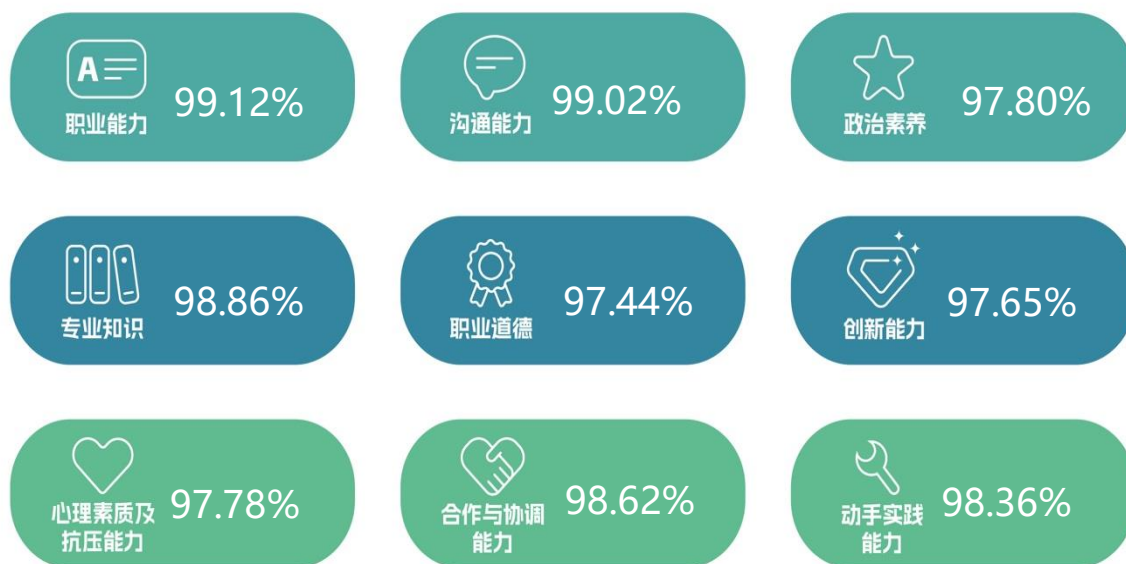 A
职业能力
99.12%
沟通能力
99.02%
政治素养
97.80%
专业知识
98.86%
职业道德
97.44%
创新能力
97.65%
心理素质及
抗压能力
97.78%
合作与协调
能力
98.62%
动手实践
能力
98.36%